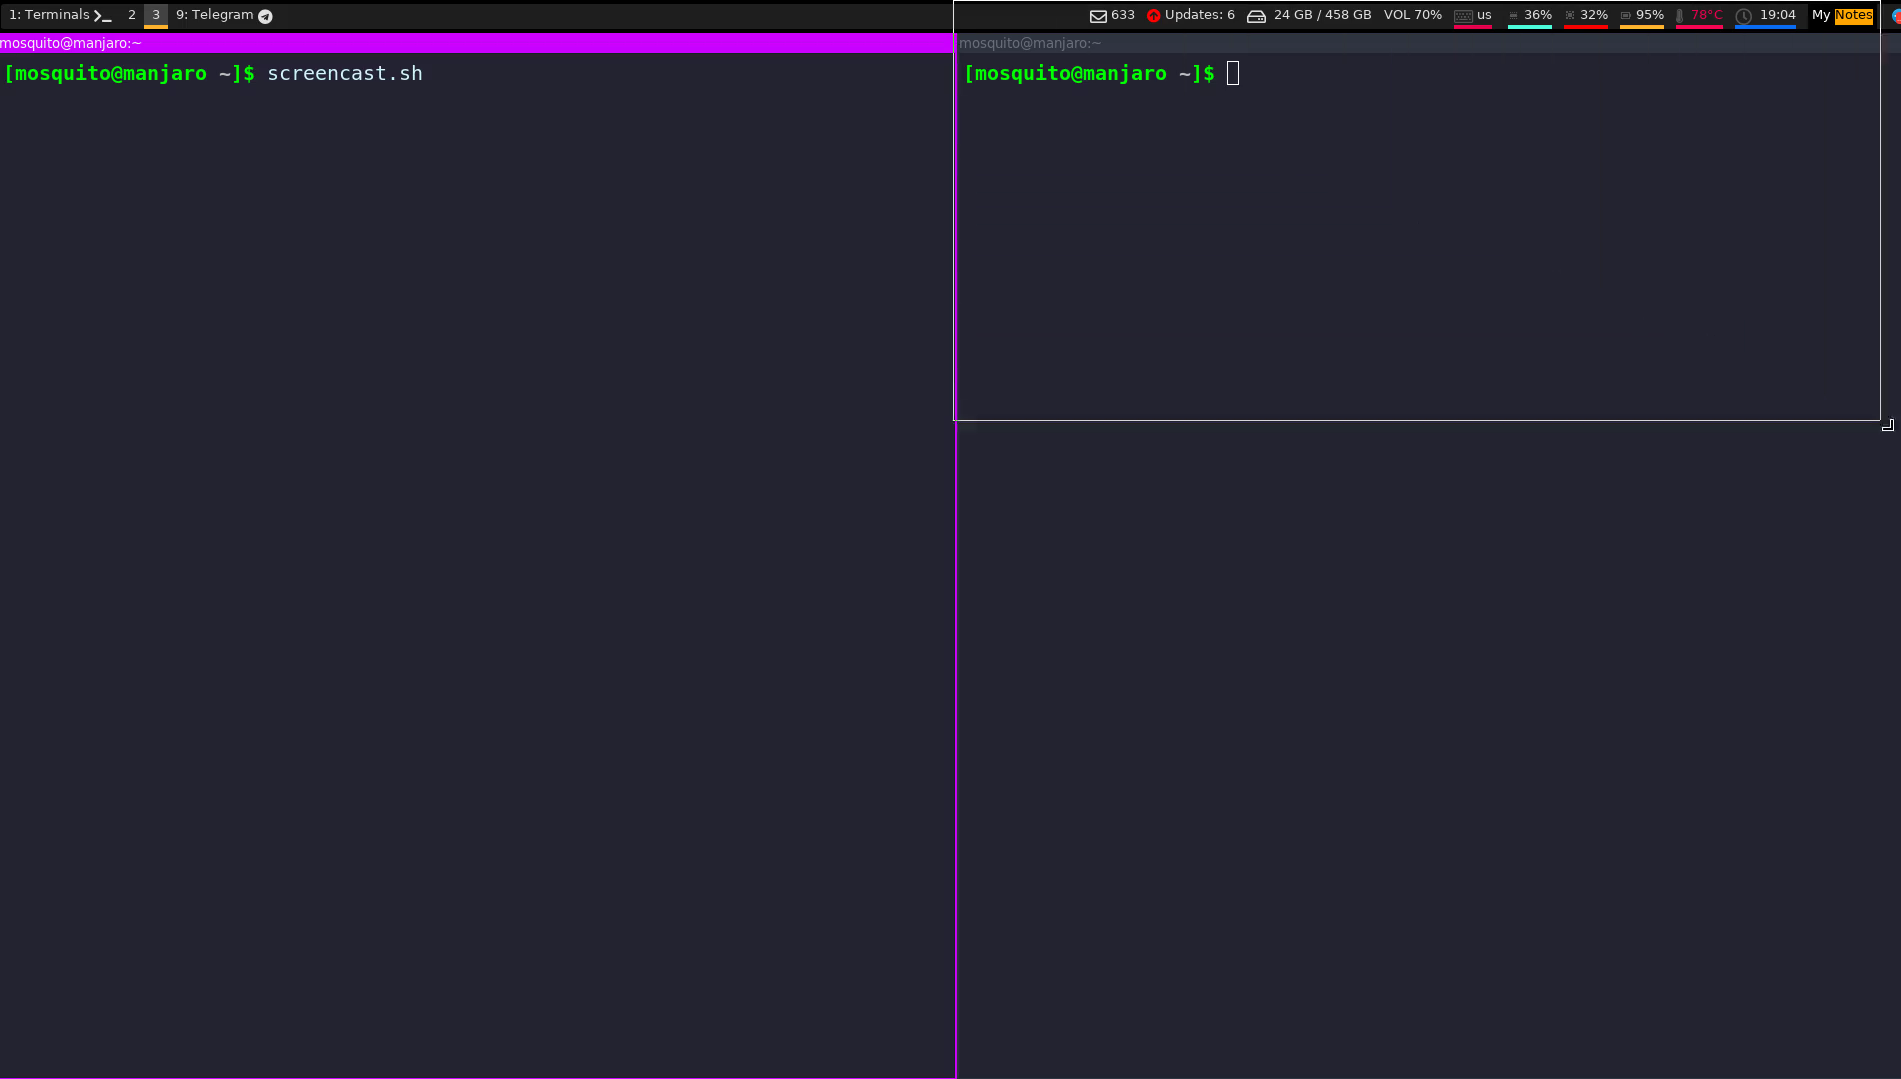 1: Terminals 2 3 9: Telegram 633 Updates: 6 24 GB / 458 GB VOL 70% us 36% 32% 95% 78°C 19:04 My Notes
mosquito@manjaro:~
[mosquito@manjaro ~]$ screencast.sh
mosquito@manjaro:~
[mosquito@manjaro ~]$